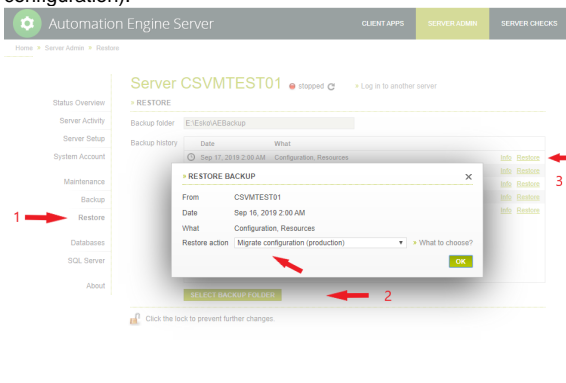 configuration).
Automation Engine Server
CLIENT APPS
SERVER ADMIN
SERVER CHECKS
Home > Server Admin > Restore
Server CSVMTEST01
stopped
» Log in to another server
Status Overview
Server Activity
Server Setup
System Account
Maintenance
Backup
Restore
Databases
SQL Server
About
» RESTORE
Backup folder E:\Esko\AEBackup
Backup history
Date What
Sep 17, 2019 2:00 AM Configuration, Resources Info Restore
Info Restore
Info Restore
Info Restore
» RESTORE BACKUP ×
From CSVMTEST01
Date Sep 16, 2019 2:00 AM
What Configuration, Resources
Restore action Migrate configuration (production) » What to choose?
OK
SELECT BACKUP FOLDER
Click the lock to prevent further changes.
1
2
3